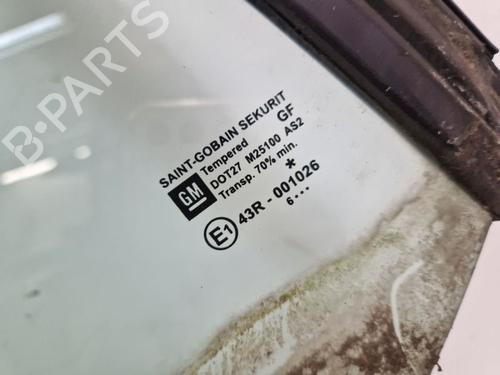 B-PARTS
SAINT-GOBAIN SEKURIT
Tempered GF
GM DOT27 M25100 AS2
Transp. 70% min.
E1 43R - 001026 *
6•••